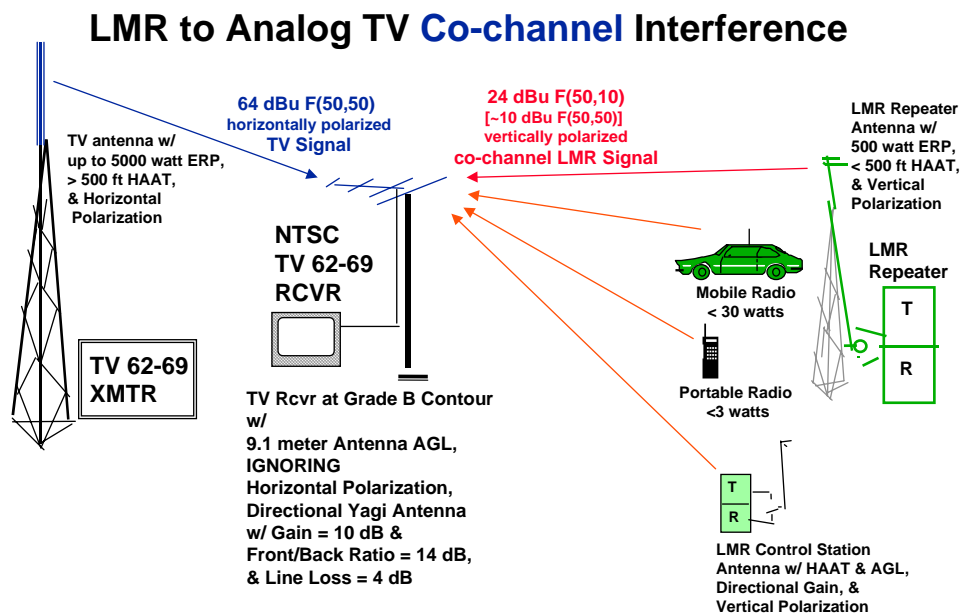 LMR to Analog TV Co-channel Interference
64 dBu F(50,50)
horizontally polarized
TV Signal
24 dBu F(50,10)
[~10 dBu F(50,50)]
vertically polarized
co-channel LMR Signal
LMR Repeater
Antenna w/
500 watt ERP,
< 500 ft HAAT,
& Vertical
Polarization
TV antenna w/
up to 5000 watt ERP,
> 500 ft HAAT,
& Horizontal
Polarization
NTSC
TV 62-69
RCVR
LMR
Repeater
T
R
Mobile Radio
< 30 watts
Portable Radio
<3 watts
TV 62-69
XMTR
TV Rcvr at Grade B Contour
w/
9.1 meter Antenna AGL,
IGNORING
Horizontal Polarization,
Directional Yagi Antenna
w/ Gain = 10 dB &
Front/Back Ratio = 14 dB,
& Line Loss = 4 dB
T
R
LMR Control Station
Antenna w/ HAAT & AGL,
Directional Gain, &
Vertical Polarization